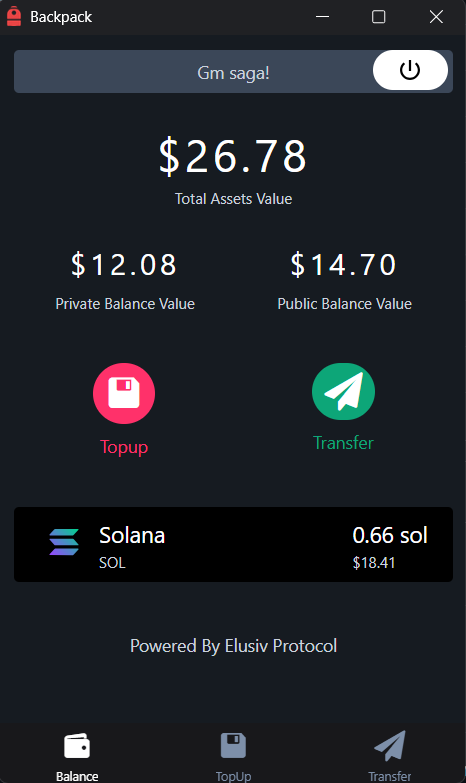 Backpack
Gm saga!
$26.78
Total Assets Value
$12.08 $14.70
Private Balance Value Public Balance Value
Topup Transfer
Solana 0.66 sol
SOL $18.41
Powered By Elusiv Protocol
Balance TopUp Transfer